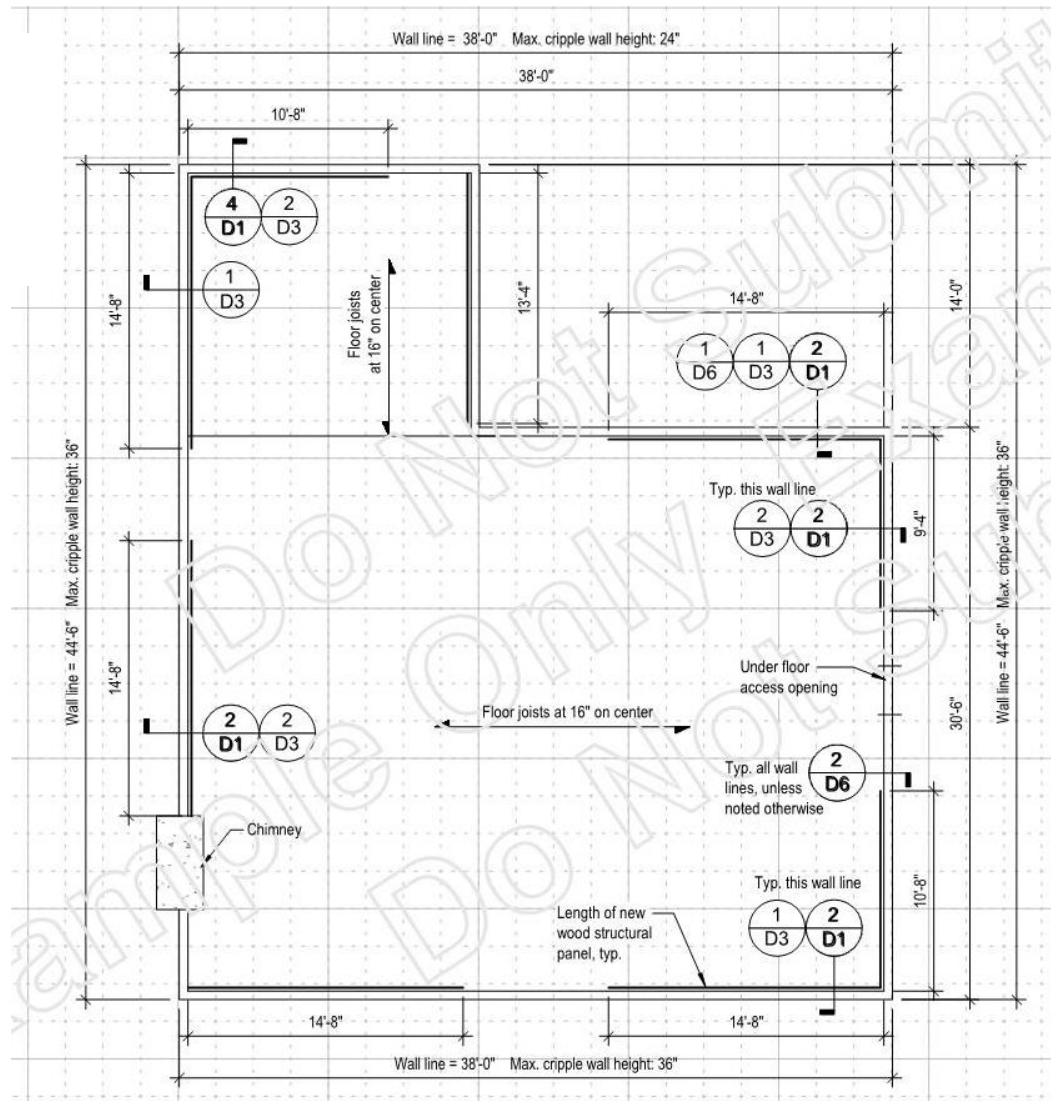 Wall line = 38'-0" Max. cripple wall height: 24"
38'-0"
10'-8"
4
D1
2
D3
1
D3
14'-8"
Floor joists
at 16" on center
13'-4"
14'-8"
14'-0"
1
D6
1
D3
2
D1
Wall line = 44'-6" Max. cripple wall height: 36"
Typ. this wall line
2
D3
2
D1
9'-4"
Wall line = 44'-6" Max. cripple wall height: 36"
14'-8"
Under floor
access opening
Floor joists at 16" on center
30'-6"
2
D1
2
D3
Typ. all wall
lines, unless
noted otherwise
2
D6
Chimney
Typ. this wall line
1
D3
2
D1
10'-8"
Length of new
wood structural
panel, typ.
14'-8"
14'-8"
Wall line = 38'-0" Max. cripple wall height: 36"
Do Not Submit
ample Only Exam
Do Not Sub